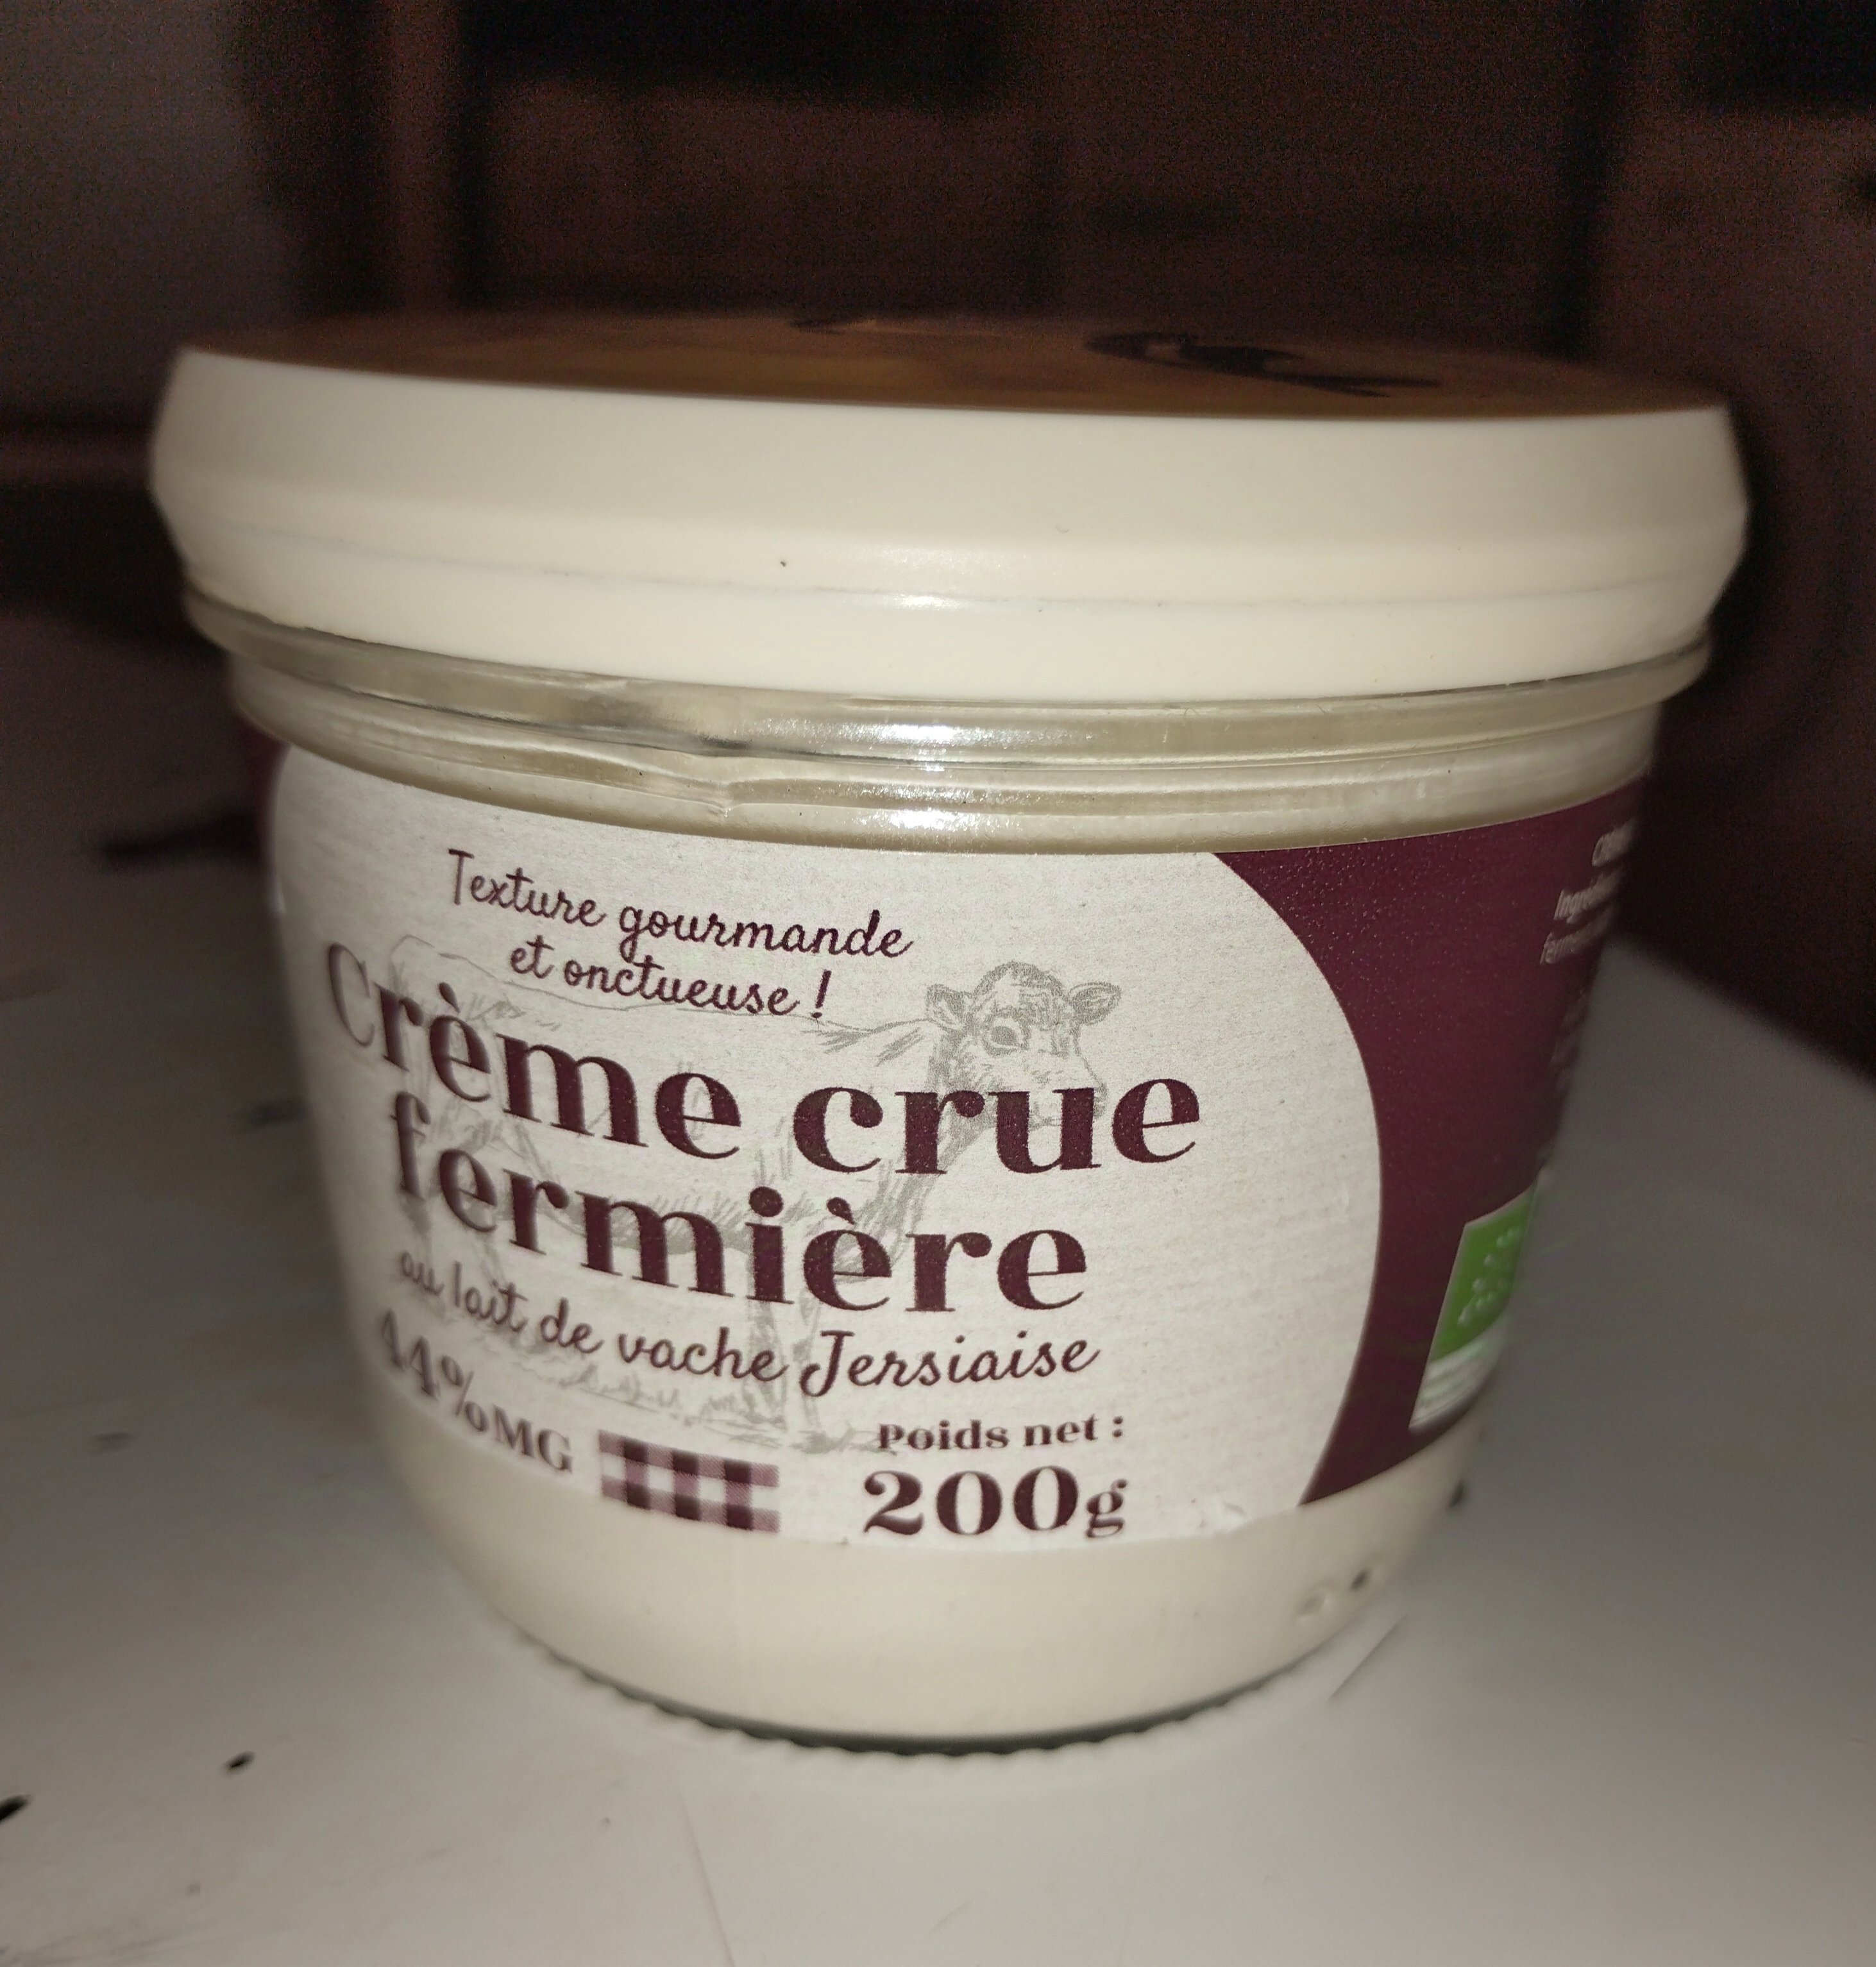 Texture gourmande
et onctueuse !
Crème crue
fermière
au lait de vache Jersiaise
44%MG
Poids net :
200g